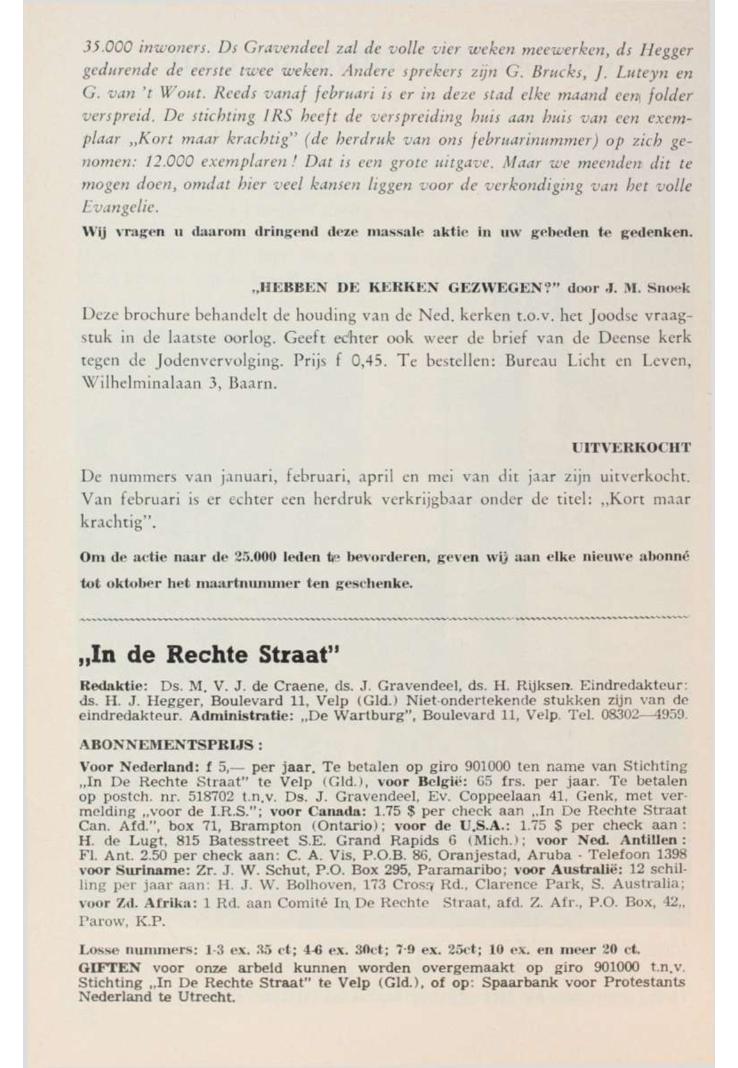 35.000 inwoners. Ds Gravendeel zal de volle vier weken meewerken, ds Hegger
gedurende de eerste twee weken. Andere sprekers zijn G. Brucks, J. Luteyn en
G. van 't Wout. Reeds vanaf februari is er in deze stad elke maand een folder
verspreid. De stichting IRS heeft de verspreiding huis aan huis van een exem-
plaar „Kort maar krachtig” (de herdruk van ons februarinummer) op zich ge-
nomen: 12.000 exemplaren! Dat is een grote uitgave. Maar we meenden dit te
mogen doen, omdat hier veel kansen liggen voor de verkondiging van het volle
Evangelie.
Wij vragen u daarom dringend deze massale aktie in uw gebeden te gedenken.
„HEBBEN DE KERKEN GEZWEGEN?” door J. M. Snoek
Deze brochure behandelt de houding van de Ned. kerken t.o.v. het Joodse vraag-
stuk in de laatste oorlog. Geeft echter ook weer de brief van de Deense kerk
tegen de Jodenvervolging. Prijs f 0,45. Te bestellen: Bureau Licht en Leven,
Wilhelminalaan 3, Baarn.
UITVERKOCHT
De nummers van januari, februari, april en mei van dit jaar zijn uitverkocht.
Van februari is er echter een herdruk verkrijgbaar onder de titel: „Kort maar
krachtig”.
Om de actie naar de 25.000 leden te bevorderen, geven wij aan elke nieuwe abonné
tot oktober het maartnummer ten geschenke.
„In de Rechte Straat”
Redaktie: Ds. M. V. J. de Craene, ds. J. Gravendeel, ds. H. Rijksen. Eindredakteur:
ds. H. J. Hegger, Boulevard 11, Velp (Gld.) Niet-ondertekende stukken zijn van de
eindredakteur. Administratie: „De Wartburg”, Boulevard 11, Velp. Tel. 08302—4959.
ABONNEMENTSPRIJS :
Voor Nederland: f 5,— per jaar. Te betalen op giro 901000 ten name van Stichting
„In De Rechte Straat” te Velp (Gld.), voor België: 65 frs. per jaar. Te betalen
op postch. nr. 518702 t.n.v. Ds. J. Gravendeel, Ev. Coppeelaan 41, Genk, met ver-
melding „voor de I.R.S.”; voor Canada: 1.75 $ per check aan „In De Rechte Straat
Can. Afd.”, box 71, Brampton (Ontario); voor de U.S.A.: 1.75 $ per check aan :
H. de Lugt, 815 Batesstreet S.E. Grand Rapids 6 (Mich.); voor Ned. Antillen :
Fl. Ant. 2.50 per check aan: C. A. Vis, P.O.B. 86, Oranjestad, Aruba - Telefoon 1398
voor Suriname: Zr. J. W. Schut, P.O. Box 295, Paramaribo; voor Australië: 12 schil-
ling per jaar aan: H. J. W. Bolhoven, 173 Cross Rd., Clarence Park, S. Australia;
voor Zd. Afrika: 1 Rd. aan Comité In De Rechte Straat, afd. Z. Afr., P.O. Box, 42,,
Parow, K.P.
Losse nummers: 1-3 ex. 35 ct; 4-6 ex. 30ct; 7-9 ex. 25ct; 10 ex. en meer 20 ct.
GIFTEN voor onze arbeid kunnen worden overgemaakt op giro 901000 t.n.v.
Stichting „In De Rechte Straat” te Velp (Gld.), of op: Spaarbank voor Protestants
Nederland te Utrecht.